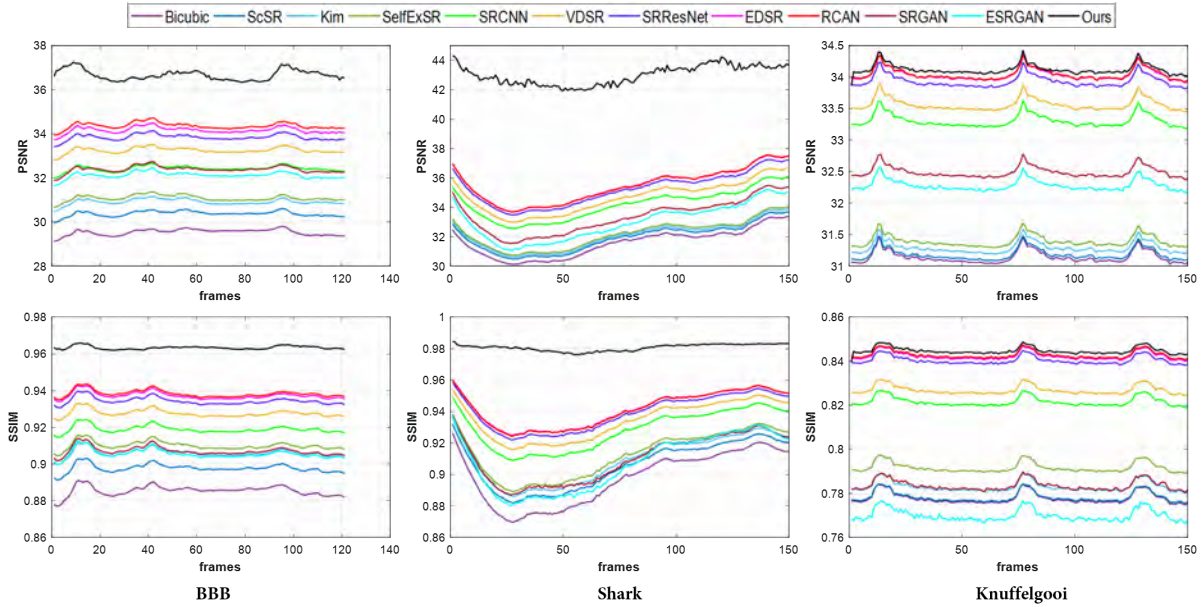 Bicubic ScSR Kim SelfExSR SRCNN VDSR SRResNet EDSR RCAN SRGAN ESRGAN Ours
PSNR
38
36
34
32
30
28
0 20 40 60 80 100 120 140
frames
PSNR
44
42
40
38
36
34
32
30
0 50 100 150
frames
PSNR
34.5
34
33.5
33
32.5
32
31.5
31
0 50 100 150
frames
SSIM
0.98
0.96
0.94
0.92
0.9
0.88
0.86
0 20 40 60 80 100 120 140
frames
BBB
SSIM
1
0.98
0.96
0.94
0.92
0.9
0.88
0.86
0 50 100 150
frames
Shark
SSIM
0.86
0.84
0.82
0.8
0.78
0.76
0 50 100 150
frames
Knuffelgooi